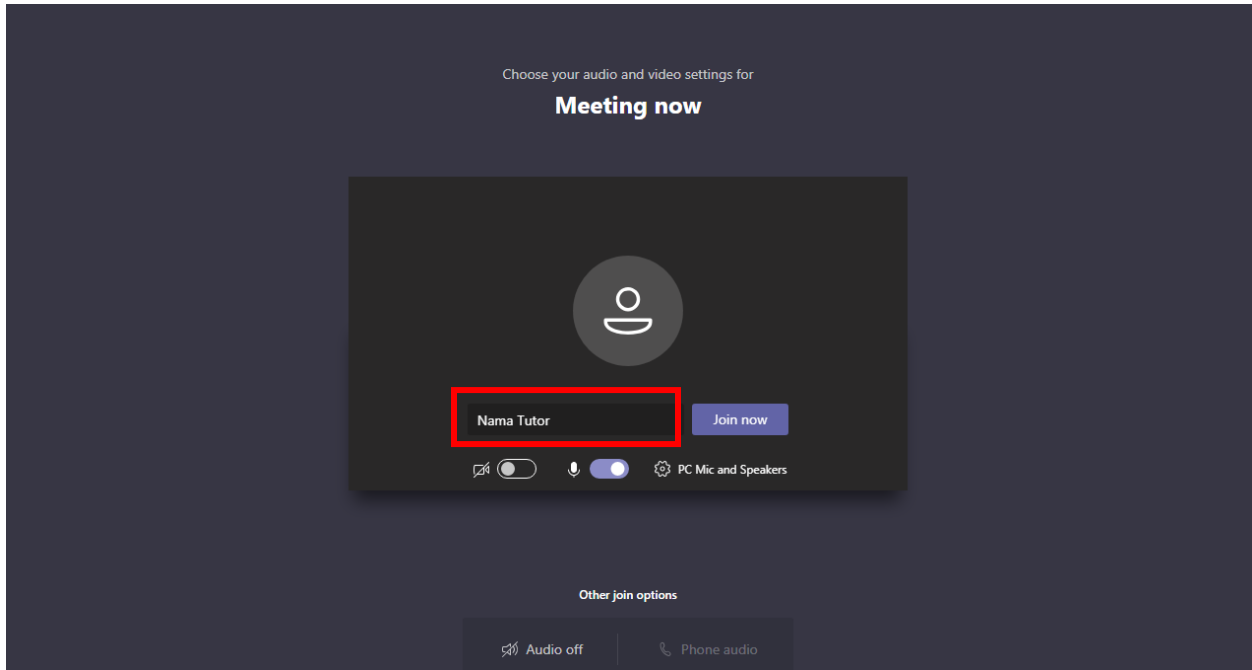 Choose your audio and video settings for
Meeting now
Nama Tutor
Join now
PC Mic and Speakers
Other join options
Audio off
Phone audio